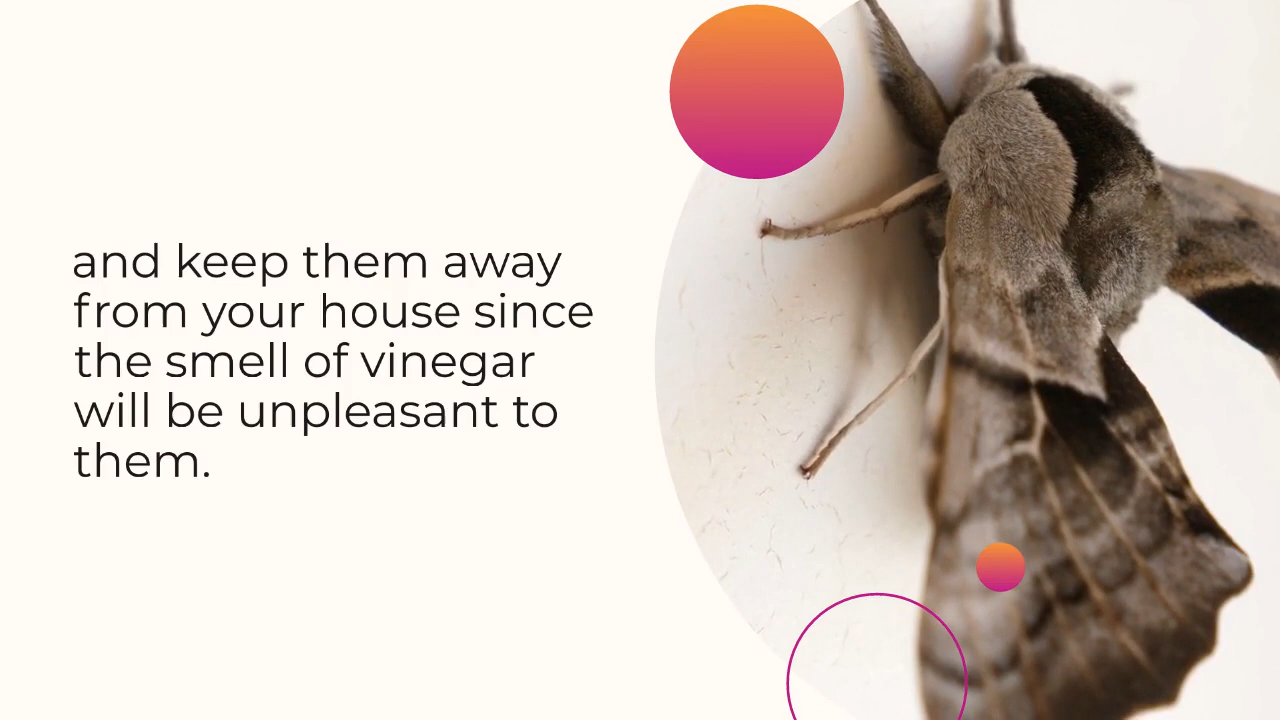 and keep them away
from your house since
the smell of vinegar
will be unpleasant to
them.